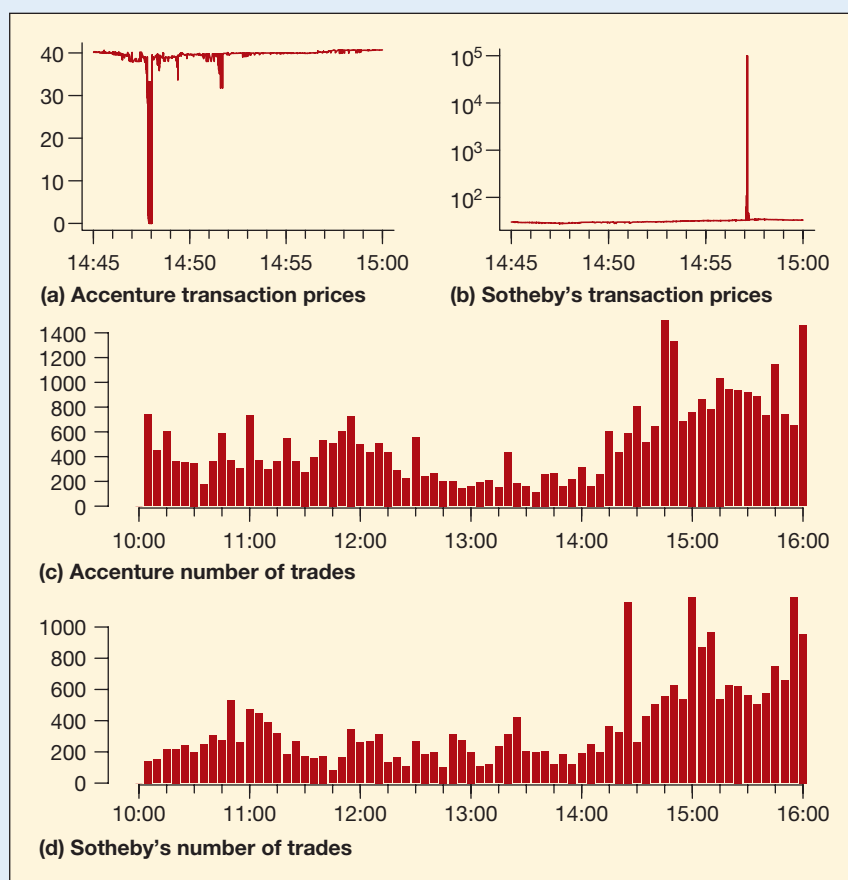 40
30
20
10
0
14:45 14:50 14:55 15:00
(a) Accenture transaction prices
10⁵
10⁴
10³
10²
14:45 14:50 14:55 15:00
(b) Sotheby’s transaction prices
1400
1200
1000
800
600
400
200
0
10:00 11:00 12:00 13:00 14:00 15:00 16:00
(c) Accenture number of trades
1000
800
600
400
200
0
10:00 11:00 12:00 13:00 14:00 15:00 16:00
(d) Sotheby’s number of trades